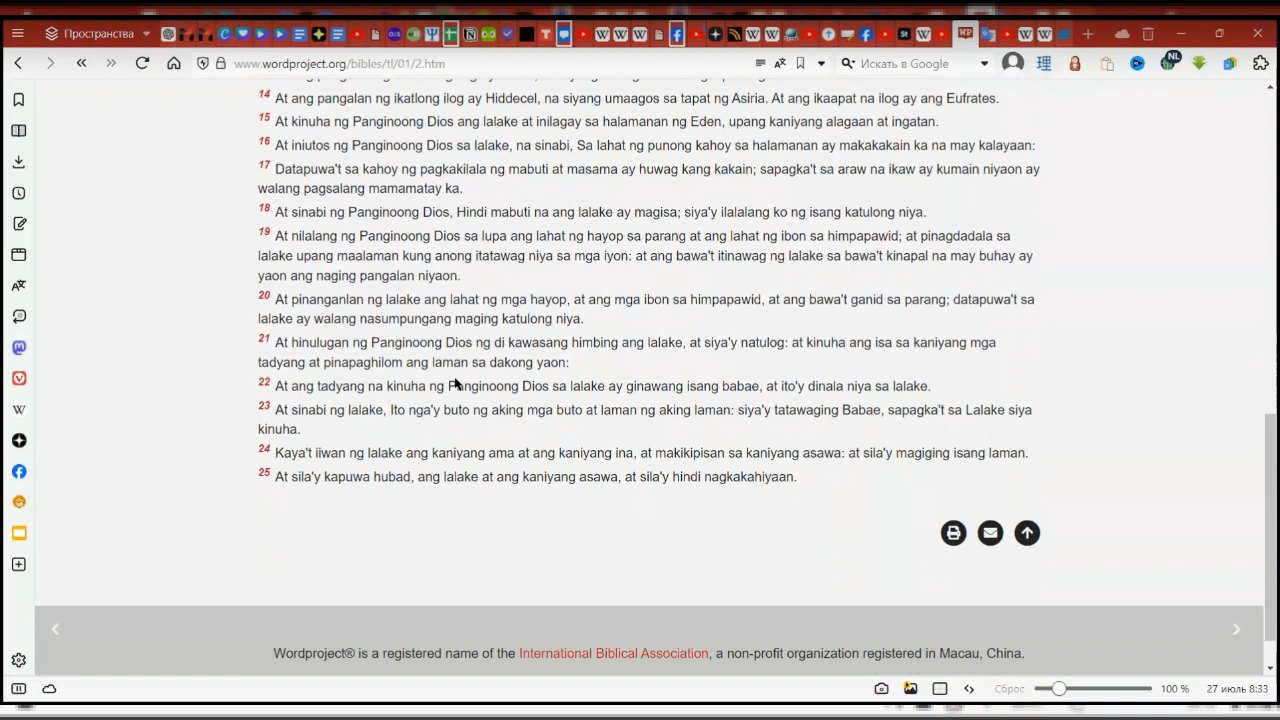 Пространства
www.wordproject.org/bibles/tl/01/2.htm
Искать в Google
NL
14 At ang pangalan ng ikatlong ilog ay Hiddecel, na siyang umaagos sa tapat ng Asiria. At ang ikaapat na ilog ay ang Eufrates.
15 At kinuha ng Panginoong Dios ang lalake at inilagay sa halamanan ng Eden, upang kaniyang alagaan at ingatan.
16 At iniutos ng Panginoong Dios sa lalake, na sinabi, Sa lahat ng punong kahoy sa halamanan ay makakakain ka na may kalayaan:
17 Datapuwa't sa kahoy ng pagkakilala ng mabuti at masama ay huwag kang kakain; sapagka't sa araw na ikaw ay kumain niyaon ay
walang pagsalang mamamatay ka.
18 At sinabi ng Panginoong Dios, Hindi mabuti na ang lalake ay magisa; siya'y ilalalang ko ng isang katulong niya.
19 At nilalang ng Panginoong Dios sa lupa ang lahat ng hayop sa parang at ang lahat ng ibon sa himpapawid; at pinagdadala sa
lalake upang maalaman kung anong itatawag niya sa mga iyon: at ang bawa't itinawag ng lalake sa bawa't kinapal na may buhay ay
yaon ang naging pangalan niyaon.
20 At pinanganlan ng lalake ang lahat ng mga hayop, at ang mga ibon sa himpapawid, at ang bawa't ganid sa parang; datapuwa't sa
lalake ay walang nasumpungang maging katulong niya.
21 At hinulugan ng Panginoong Dios ng di kawasang himbing ang lalake, at siya'y natulog: at kinuha ang isa sa kaniyang mga
tadyang at pinapaghilom ang laman sa dakong yaon:
22 At ang tadyang na kinuha ng Panginoong Dios sa lalake ay ginawang isang babae, at ito'y dinala niya sa lalake.
23 At sinabi ng lalake, Ito nga'y buto ng aking mga buto at laman ng aking laman: siya'y tatawaging Babae, sapagka't sa Lalake siya
kinuha.
24 Kaya't iiwan ng lalake ang kaniyang ama at ang kaniyang ina, at makikipisan sa kaniyang asawa: at sila'y magiging isang laman.
25 At sila'y kapuwa hubad, ang lalake at ang kaniyang asawa, at sila'y hindi nagkakahiyaan.
Wordproject® is a registered name of the International Biblical Association, a non-profit organization registered in Macau, China.
Сброс
100 %
27 июль 8:33